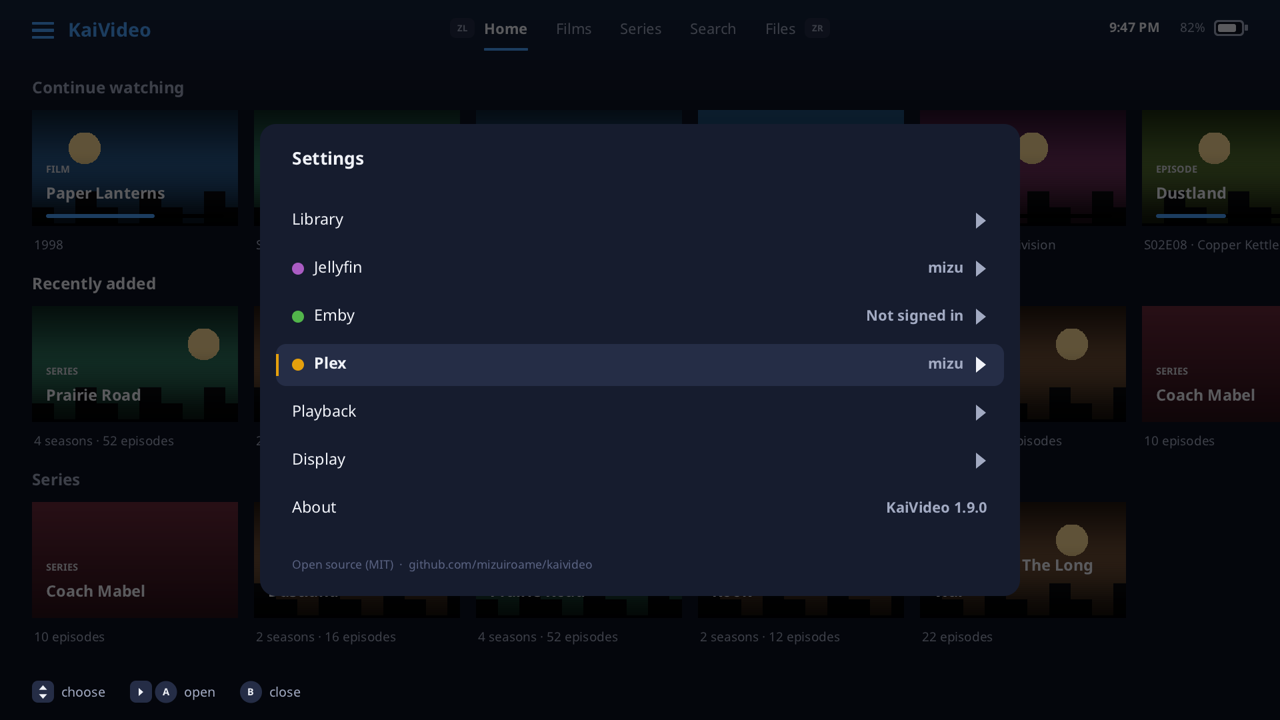 KaiVideo
ZL Home Films Series Search Files ZR
9:47 PM 82%
Continue watching
FILM
Paper Lanterns
1998
EPISODE
Dustland
S02E08 · Copper Kettle
Settings
Library
Jellyfin mizu
Emby Not signed in
Plex mizu
Playback
Display
About KaiVideo 1.9.0
Open source (MIT) · github.com/mizuiroame/kaivideo
Recently added
SERIES
Prairie Road
4 seasons · 52 episodes
SERIES
Coach Mabel
10 episodes
Series
SERIES
Coach Mabel
10 episodes
2 seasons · 16 episodes
4 seasons · 52 episodes
2 seasons · 12 episodes
The Long
22 episodes
choose A open B close